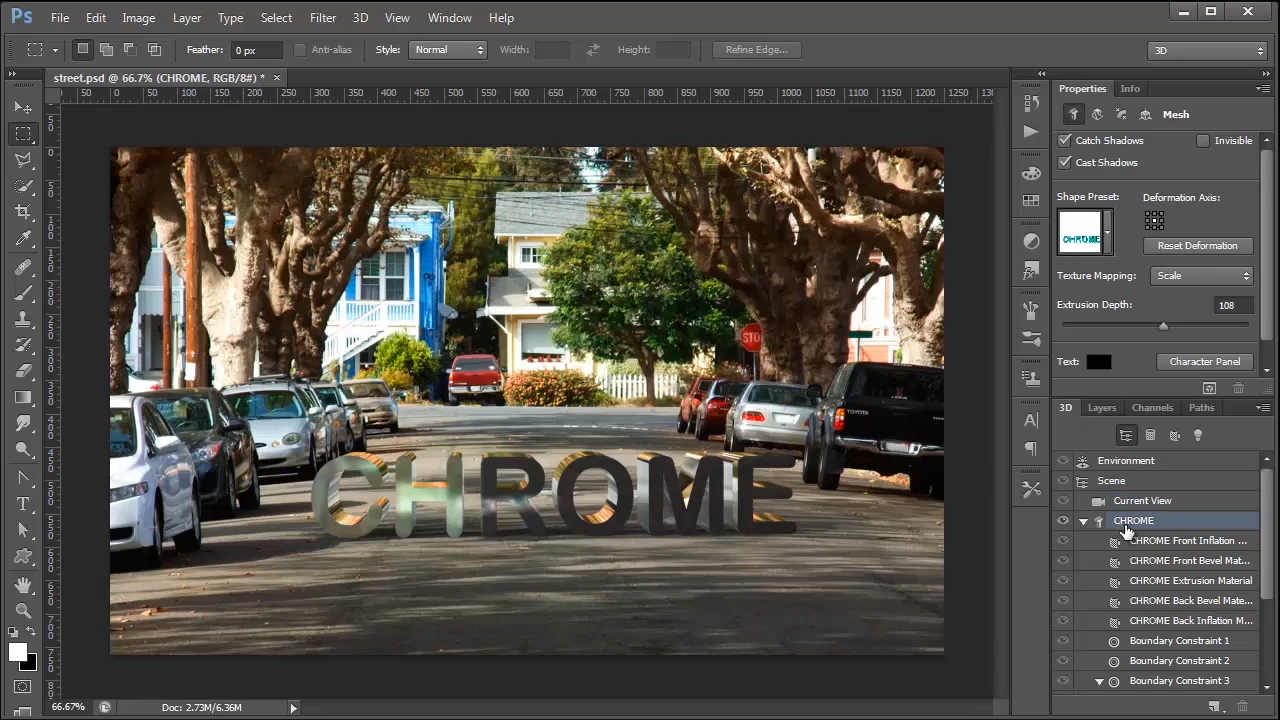 Ps File Edit Image Layer Type Select Filter 3D View Window Help
Feather: 0 px Anti-alias Style: Normal Width: Height: Refine Edge... 3D
street.psd @ 66.7% (CHROME, RGB/8#) * ×
50 0 50 100 150 200 250 300 350 400 450 500 550 600 650 700 750 800 850 900 950 1000 1050 1100 1150 1200 1250
Properties Info
Mesh
Catch Shadows Invisible
Cast Shadows
Shape Preset: Deformation Axis:
CHROME
Reset Deformation
Texture Mapping: Scale
Extrusion Depth: 108
Text: Character Panel
3D Layers Channels Paths
Environment
Scene
Current View
CHROME
CHROME Front Inflation ...
CHROME Front Bevel Mat...
CHROME Extrusion Material
CHROME Back Bevel Mate...
CHROME Back Inflation M...
Boundary Constraint 1
Boundary Constraint 2
Boundary Constraint 3
STOP
TOYOTA
CHROME
66.67% Doc: 2.73M/6.36M